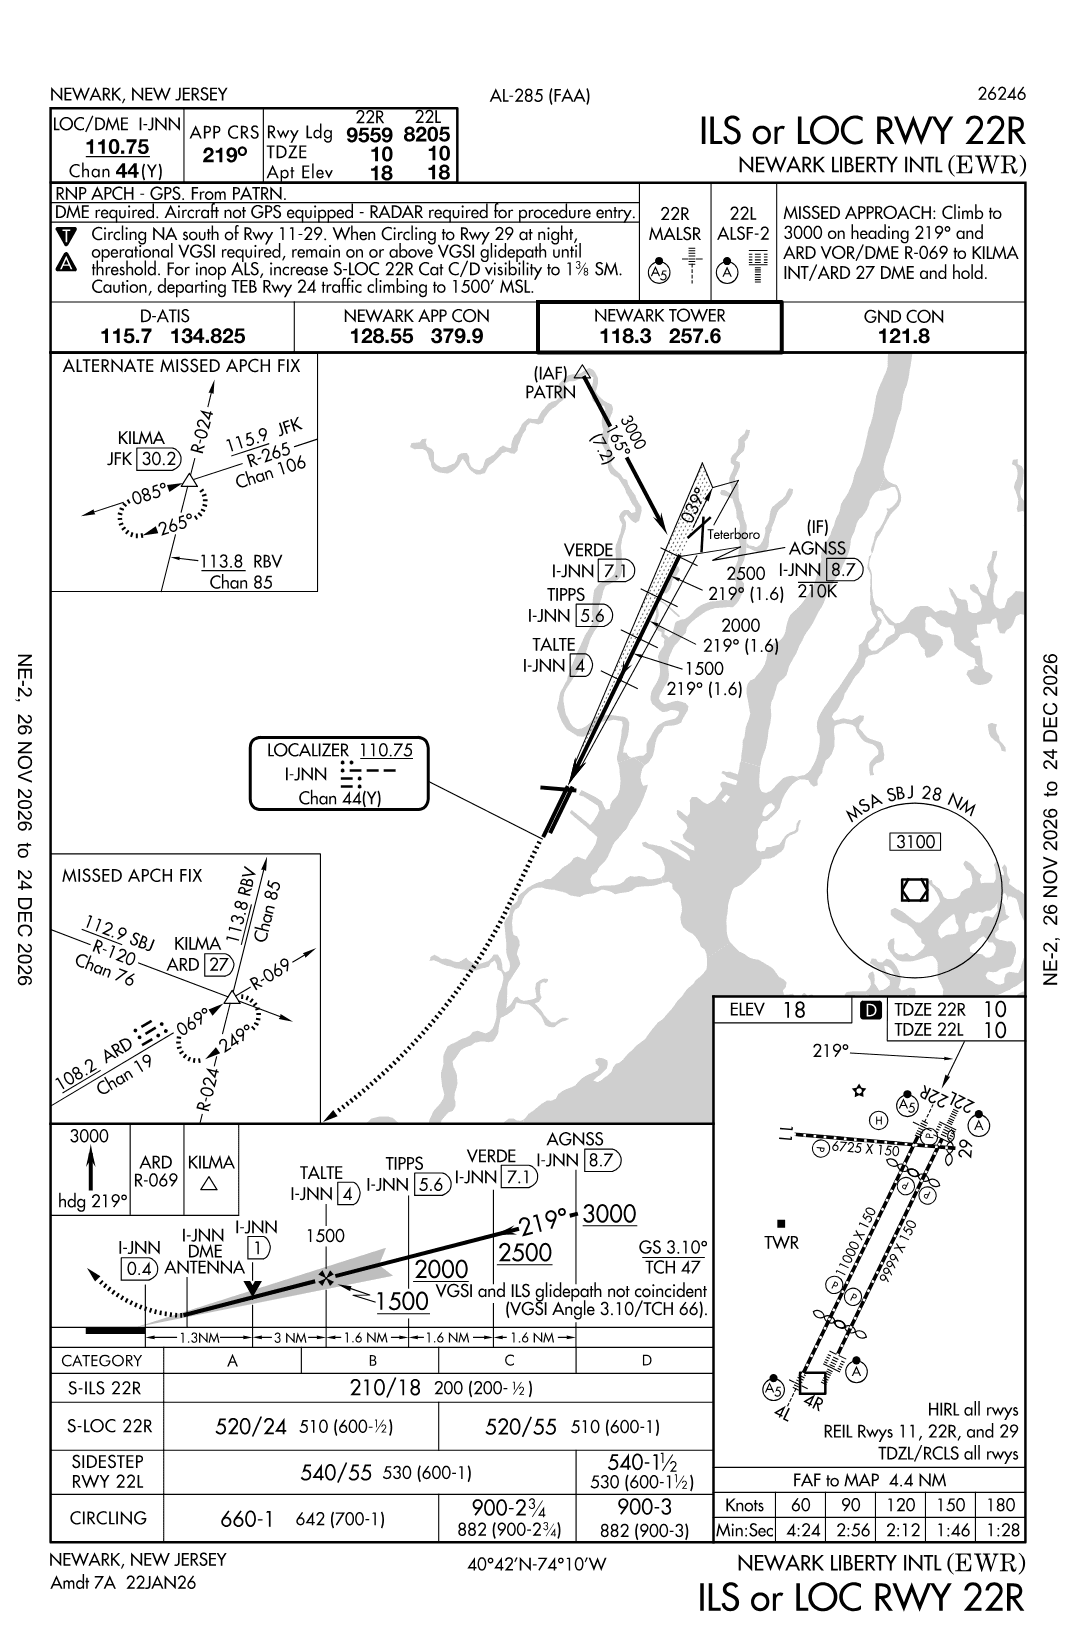 NEWARK, NEW JERSEY
AL-285 (FAA)
26246
LOC/DME I-JNN
110.75
Chan 44 (Y)
APP CRS
219°
22R 22L
Rwy Ldg 9559 8205
TDZE 10 10
Apt Elev 18 18
ILS or LOC RWY 22R
NEWARK LIBERTY INTL (EWR)
RNP APCH - GPS. From PATRN.
DME required. Aircraft not GPS equipped - RADAR required for procedure entry.
T
A
Circling NA south of Rwy 11-29. When Circling to Rwy 29 at night,
operational VGSI required, remain on or above VGSI glidepath until
threshold. For inop ALS, increase S-LOC 22R Cat C/D visibility to 1⅜ SM.
Caution, departing TEB Rwy 24 traffic climbing to 1500' MSL.
22R
MALSR
A5
22L
ALSF-2
A
MISSED APPROACH: Climb to
3000 on heading 219° and
ARD VOR/DME R-069 to KILMA
INT/ARD 27 DME and hold.
D-ATIS
115.7 134.825
NEWARK APP CON
128.55 379.9
NEWARK TOWER
118.3 257.6
GND CON
121.8
ALTERNATE MISSED APCH FIX
R-024
KILMA
JFK 30.2
115.9 JFK
R-265
Chan 106
085°
265°
113.8 RBV
Chan 85
(IAF)
PATRN
3000
165°
(7.2)
039°
Teterboro
(IF)
AGNSS
I-JNN 8.7
210K
VERDE
I-JNN 7.1
2500
219° (1.6)
TIPPS
I-JNN 5.6
2000
219° (1.6)
TALTE
I-JNN 4
1500
219° (1.6)
LOCALIZER 110.75
I-JNN
Chan 44(Y)
MSA SBJ 28 NM
3100
MISSED APCH FIX
113.8 RBV
Chan 85
112.9 SBJ
R-120
Chan 76
KILMA
ARD 27
R-069
069°
249°
108.2 ARD
Chan 19
R-024
NE-2, 26 NOV 2026 to 24 DEC 2026
NE-2, 26 NOV 2026 to 24 DEC 2026
ELEV 18
D
TDZE 22R 10
TDZE 22L 10
219°
A5
22R
22L
A
H
11
P
6725 X 150
P
29
P
P
TWR
11000 X 150
9999 X 150
P
P
A
A5
4L
4R
HIRL all rwys
REIL Rwys 11, 22R, and 29
TDZL/RCLS all rwys
FAF to MAP 4.4 NM
Knots 60 90 120 150 180
Min:Sec 4:24 2:56 2:12 1:46 1:28
3000
hdg 219°
ARD
R-069
KILMA
AGNSS
I-JNN 8.7
VERDE
I-JNN 7.1
TIPPS
I-JNN 5.6
TALTE
I-JNN 4
I-JNN
1
I-JNN
DME
ANTENNA
I-JNN
0.4
1500
219°
3000
2500
2000
1500
GS 3.10°
TCH 47
VGSI and ILS glidepath not coincident
(VGSI Angle 3.10/TCH 66).
1.3NM 3 NM 1.6 NM 1.6 NM 1.6 NM
CATEGORY A B C D
S-ILS 22R 210/18 200 (200-½)
S-LOC 22R 520/24 510 (600-½) 520/55 510 (600-1)
SIDESTEP
RWY 22L
540/55 530 (600-1)
540-1½
530 (600-1½)
CIRCLING 660-1 642 (700-1)
900-2¾
882 (900-2¾)
900-3
882 (900-3)
NEWARK, NEW JERSEY
Amdt 7A 22JAN26
40°42'N-74°10'W
NEWARK LIBERTY INTL (EWR)
ILS or LOC RWY 22R